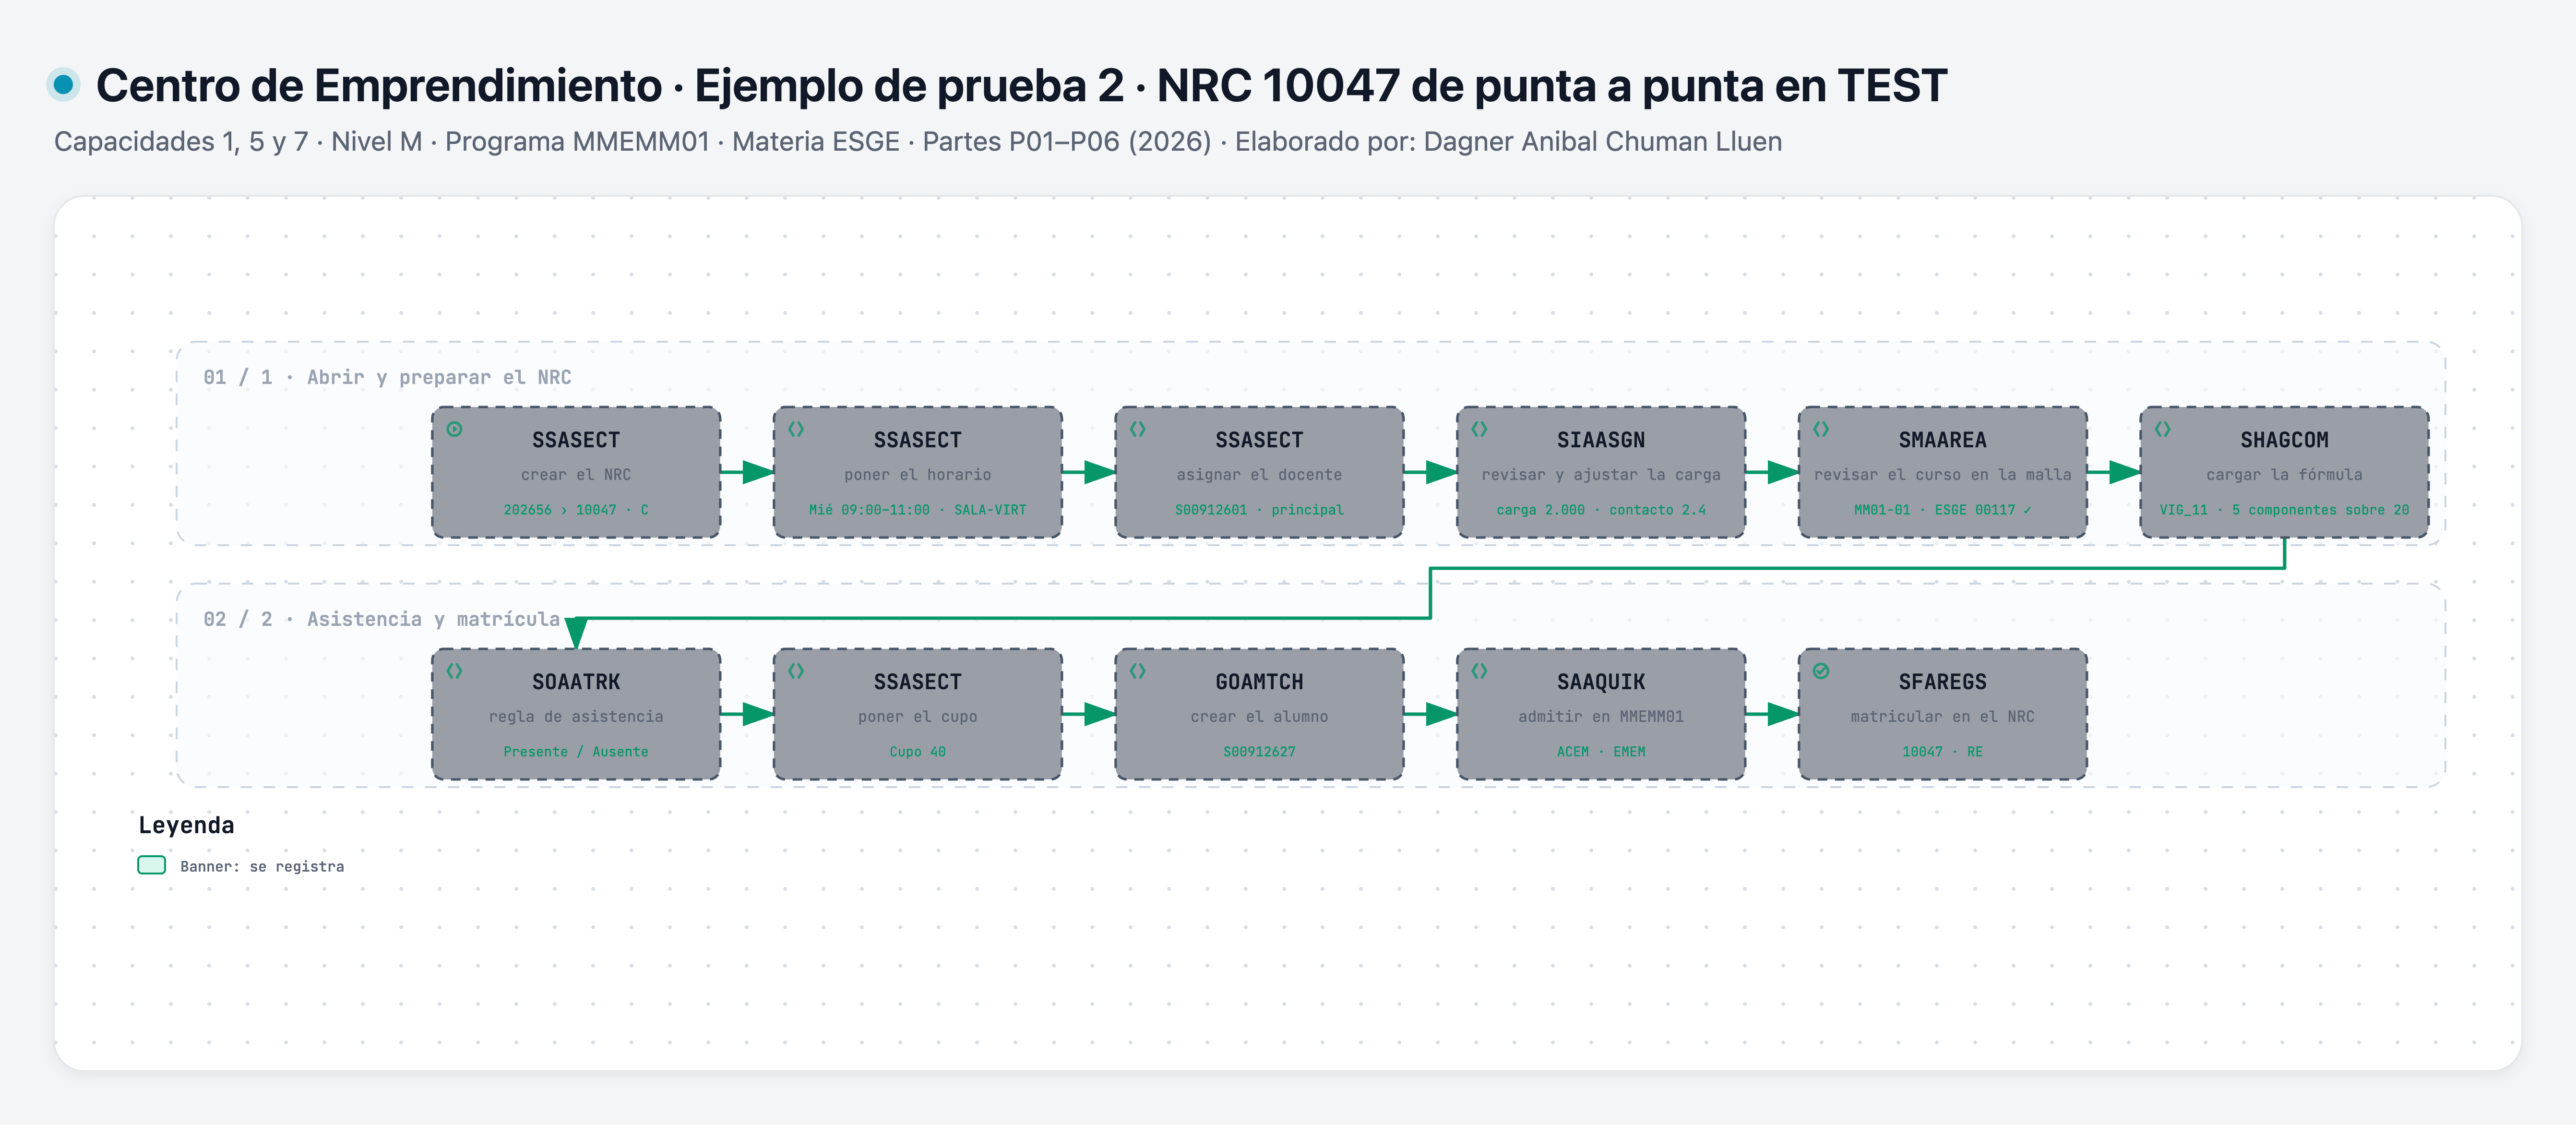 Centro de Emprendimiento · Ejemplo de prueba 2 · NRC 10047 de punta a punta en TEST
Capacidades 1, 5 y 7 · Nivel M · Programa MMEMM01 · Materia ESGE · Partes P01–P06 (2026) · Elaborado por: Dagner Anibal Chuman Lluen
01 / 1 · Abrir y preparar el NRC
SSASECT
crear el NRC
202656 › 10047 · C
SSASECT
poner el horario
Mié 09:00–11:00 · SALA-VIRT
SSASECT
asignar el docente
S00912601 · principal
SIAASGN
revisar y ajustar la carga
carga 2.000 · contacto 2.4
SMAAREA
revisar el curso en la malla
MM01-01 · ESGE 00117 ✓
SHAGCOM
cargar la fórmula
VIG_11 · 5 componentes sobre 20
02 / 2 · Asistencia y matrícula
SOAATRK
regla de asistencia
Presente / Ausente
SSASECT
poner el cupo
Cupo 40
GOAMTCH
crear el alumno
S00912627
SAAQUIK
admitir en MMEMM01
ACEM · EMEM
SFAREGS
matricular en el NRC
10047 · RE
Leyenda
Banner: se registra